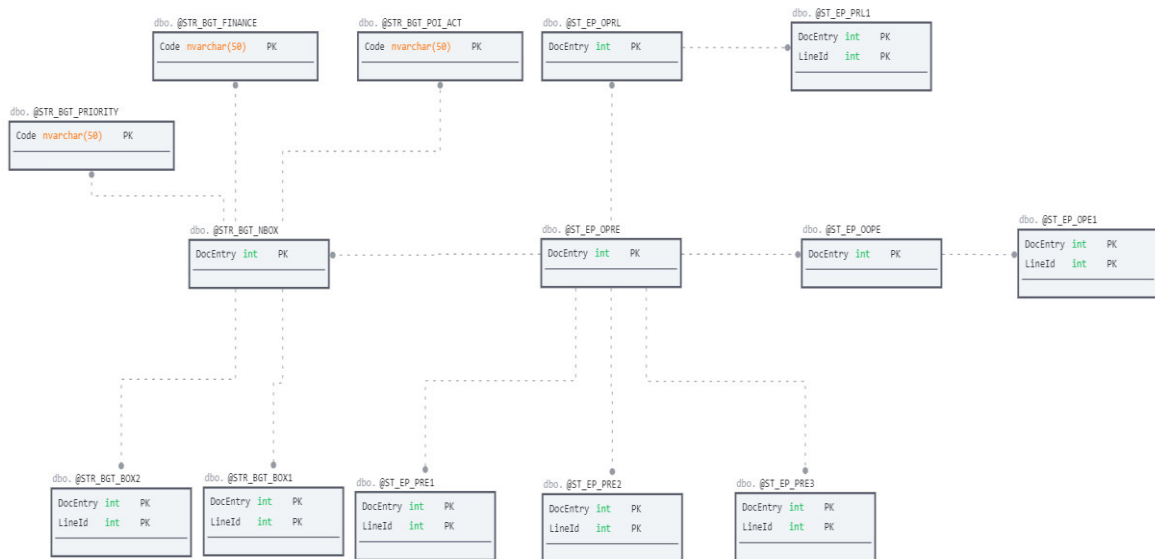 dbo. @STR_BGT_FINANCE
Code nvarchar(50) PK
dbo. @STR_BGT_POI_ACT
Code nvarchar(50) PK
dbo. @ST_EP_OPRL
DocEntry int PK
dbo. @ST_EP_PRL1
DocEntry int PK
LineId int PK
dbo. @STR_BGT_PRIORITY
Code nvarchar(50) PK
dbo. @STR_BGT_NBOX
DocEntry int PK
dbo. @ST_EP_OPRE
DocEntry int PK
dbo. @ST_EP_OOPE
DocEntry int PK
dbo. @ST_EP_OPE1
DocEntry int PK
LineId int PK
dbo. @STR_BGT_BOX2
DocEntry int PK
LineId int PK
dbo. @STR_BGT_BOX1
DocEntry int PK
LineId int PK
dbo. @ST_EP_PRE1
DocEntry int PK
LineId int PK
dbo. @ST_EP_PRE2
DocEntry int PK
LineId int PK
dbo. @ST_EP_PRE3
DocEntry int PK
LineId int PK